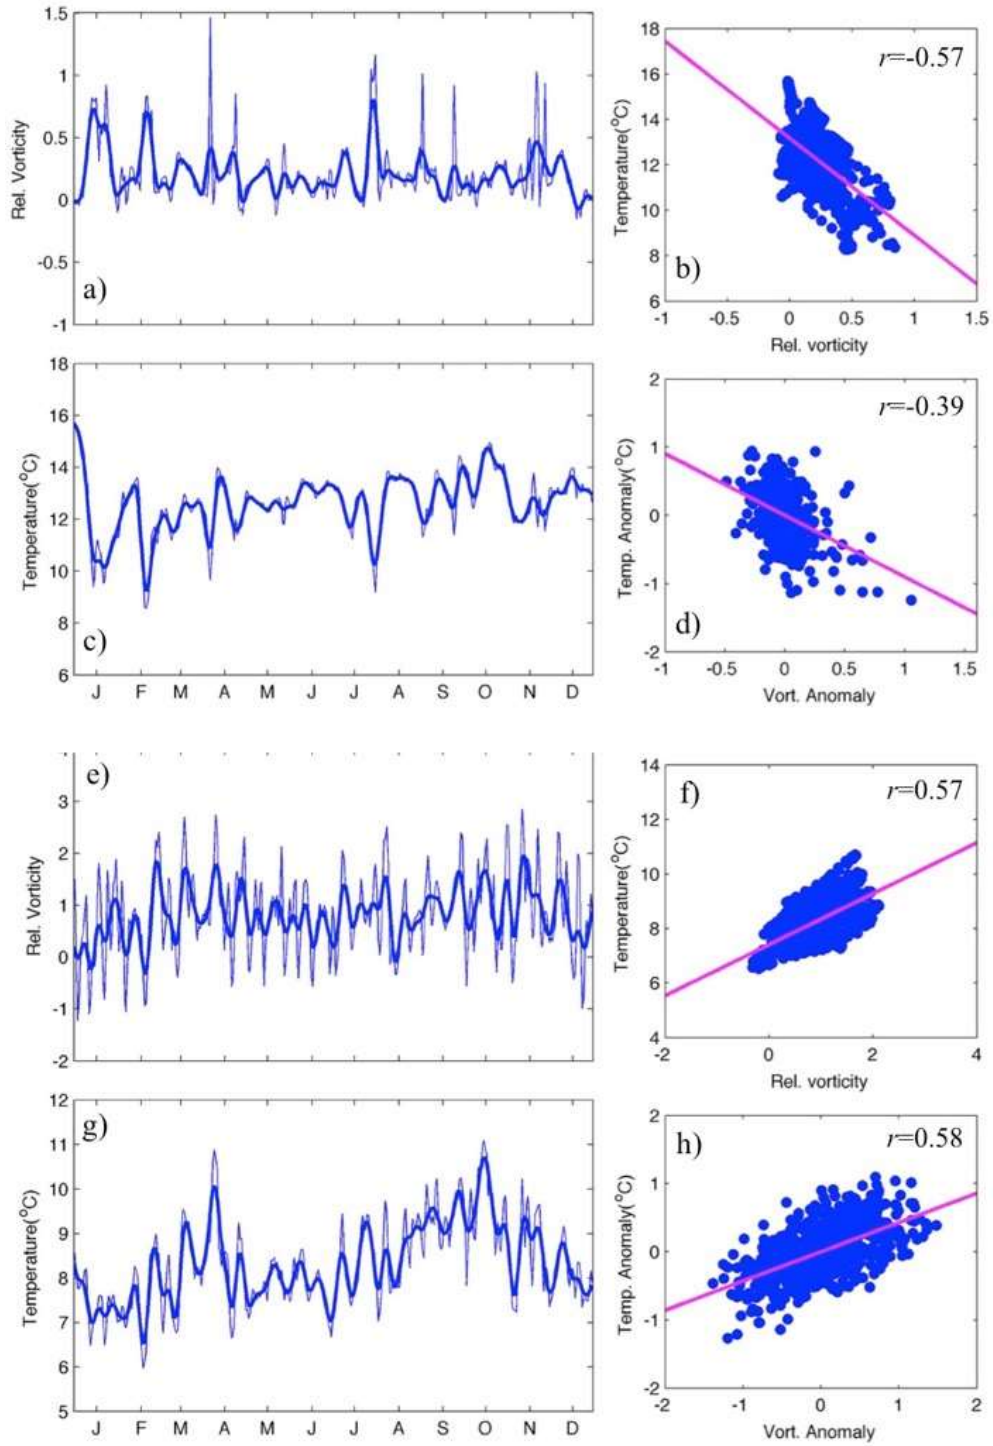 1.5
1
0.5
0
-0.5
-1
Rel. Vorticity
a)
18
16
14
12
10
8
6
Temperature(°C)
r=-0.57
b)
-1 -0.5 0 0.5 1 1.5
Rel. vorticity
18
16
14
12
10
8
6
Temperature(°C)
c)
J F M A M J J A S O N D
2
1
0
-1
-2
Temp. Anomaly(°C)
r=-0.39
d)
-1 -0.5 0 0.5 1 1.5
Vort. Anomaly
3
2
1
0
-1
-2
Rel. Vorticity
e)
14
12
10
8
6
4
Temperature(°C)
f)
r=0.57
-2 0 2 4
Rel. vorticity
12
11
10
9
8
7
6
5
Temperature(°C)
g)
J F M A M J J A S O N D
2
1
0
-1
-2
Temp. Anomaly(°C)
h)
r=0.58
-2 -1 0 1 2
Vort. Anomaly